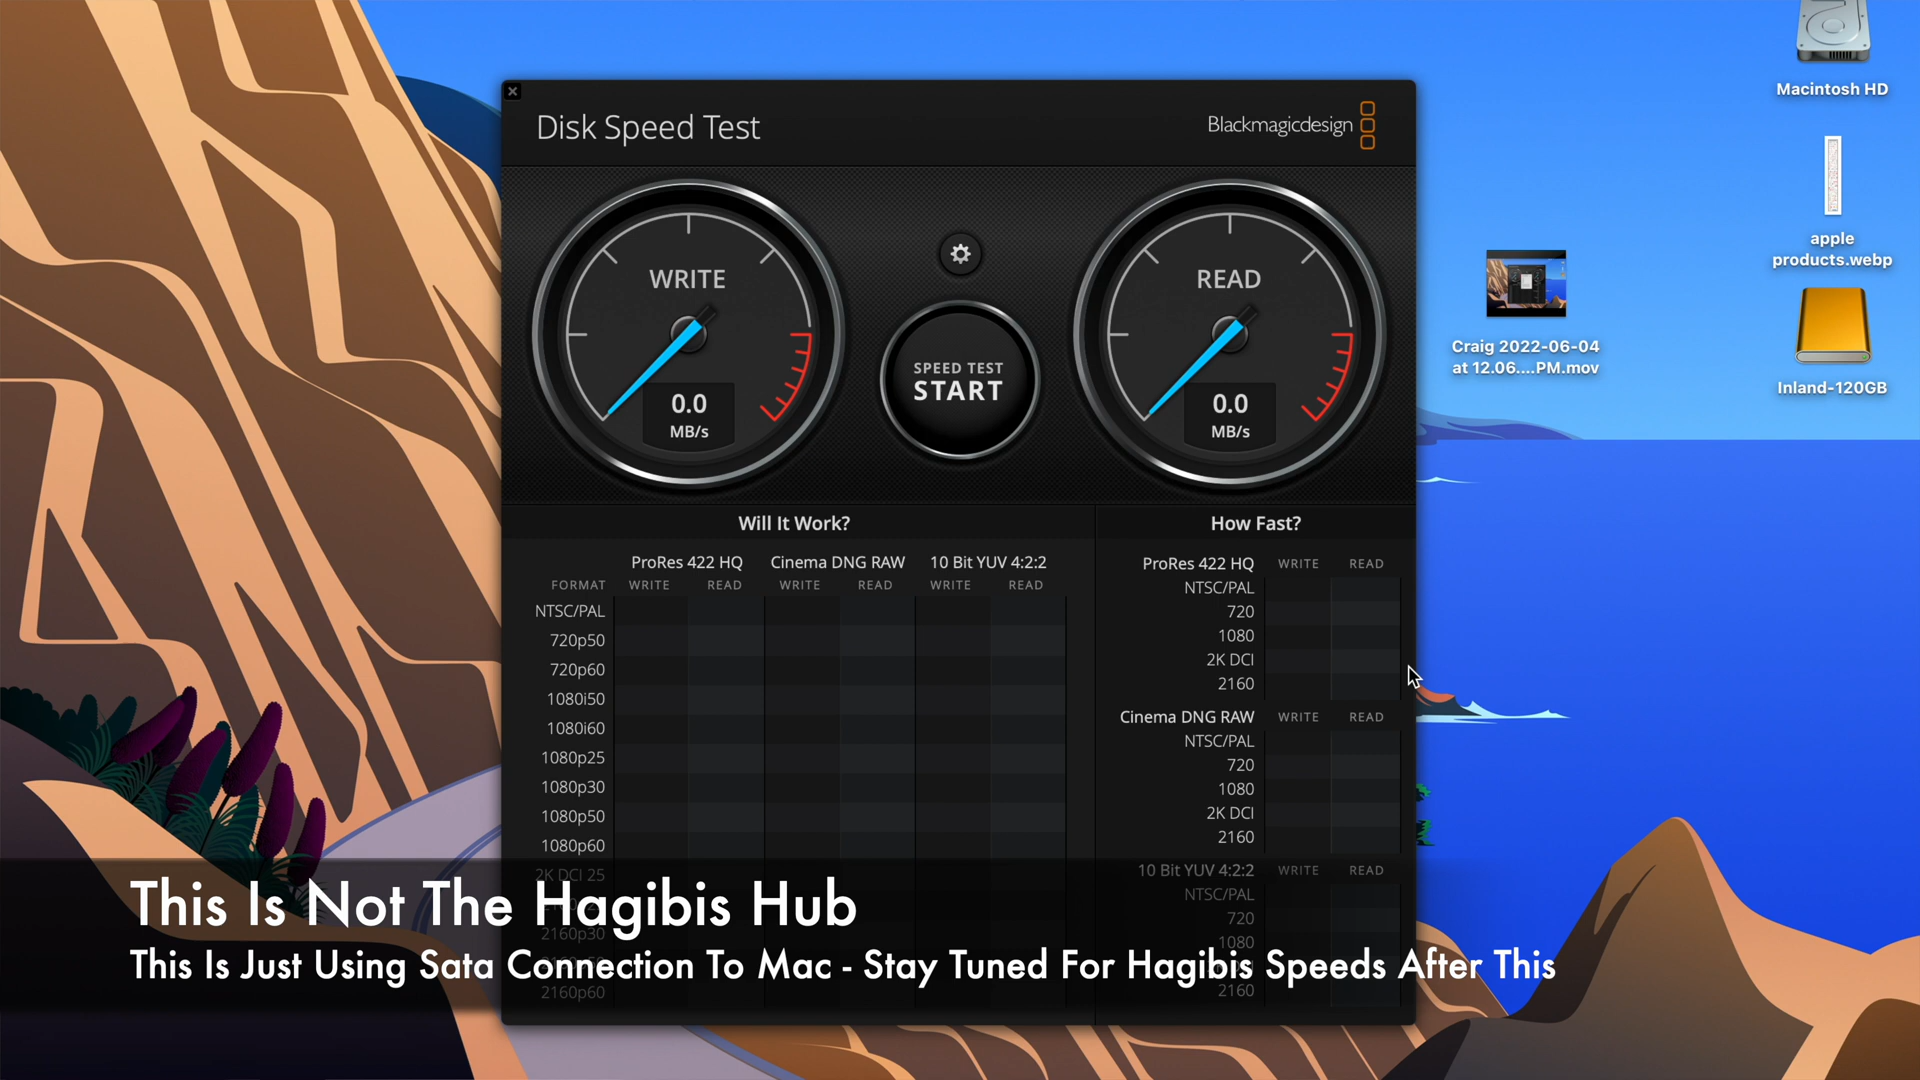 Disk Speed Test
Blackmagicdesign
WRITE
0.0
MB/s
SPEED TEST
START
READ
0.0
MB/s
Will It Work?
ProRes 422 HQ Cinema DNG RAW 10 Bit YUV 4:2:2
FORMAT WRITE READ WRITE READ WRITE READ
NTSC/PAL
720p50
720p60
1080i50
1080i60
1080p25
1080p30
1080p50
1080p60
2K DCI 25
2160p30
2160p60
How Fast?
ProRes 422 HQ WRITE READ
NTSC/PAL
720
1080
2K DCI
2160
Cinema DNG RAW WRITE READ
NTSC/PAL
720
1080
2K DCI
2160
10 Bit YUV 4:2:2 WRITE READ
NTSC/PAL
720
1080
2160
Macintosh HD
apple
products.webp
Craig 2022-06-04
at 12.06....PM.mov
Inland-120GB
This Is Not The Hagibis Hub
This Is Just Using Sata Connection To Mac - Stay Tuned For Hagibis Speeds After This